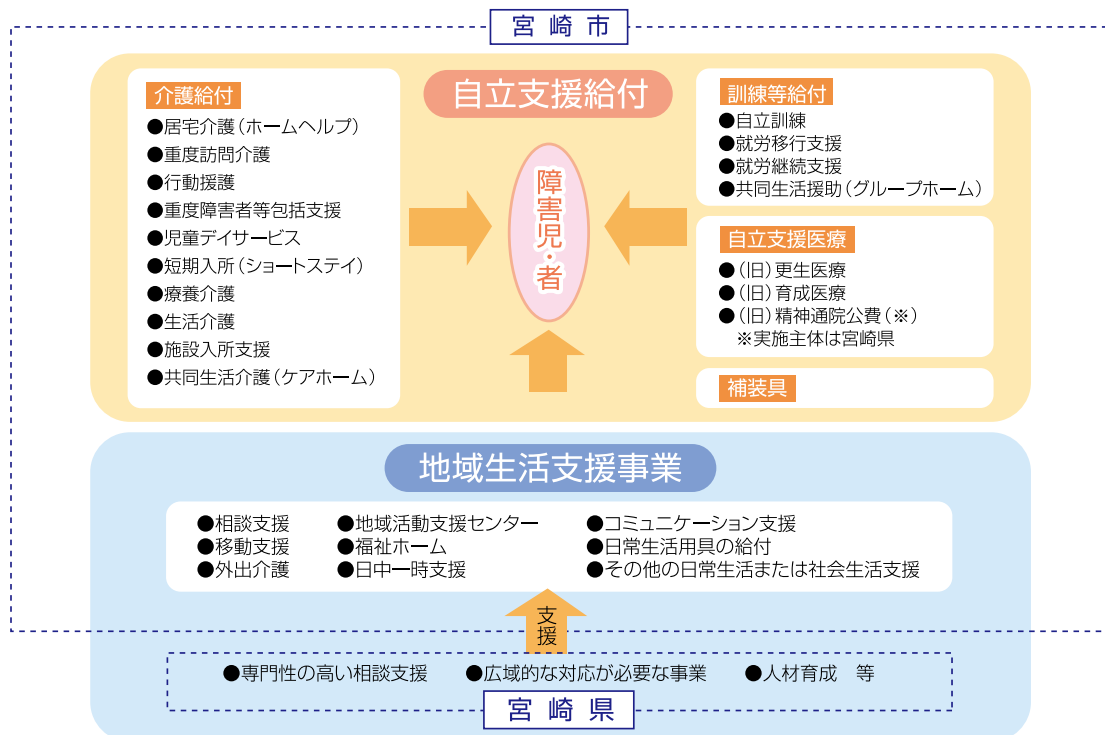 宮崎市
自立支援給付
介護給付
●居宅介護(ホームヘルプ)
●重度訪問介護
●行動援護
●重度障害者等包括支援
●児童デイサービス
●短期入所(ショートステイ)
●療養介護
●生活介護
●施設入所支援
●共同生活介護(ケアホーム)
障害児・者
訓練等給付
●自立訓練
●就労移行支援
●就労継続支援
●共同生活援助(グループホーム)
自立支援医療
●(旧)更生医療
●(旧)育成医療
●(旧)精神通院公費(※)
※実施主体は宮崎県
補装具
地域生活支援事業
●相談支援
●移動支援
●外出介護
●地域活動支援センター
●福祉ホーム
●日中一時支援
●コミュニケーション支援
●日常生活用具の給付
●その他の日常生活または社会生活支援
支援
●専門性の高い相談支援 ●広域的な対応が必要な事業 ●人材育成 等
宮崎県